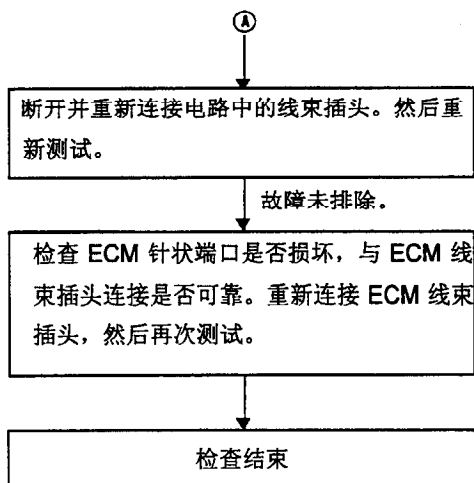 A
断开并重新连接电路中的线束插头。然后重
新测试。
故障未排除。
检查 ECM 针状端口是否损坏，与 ECM 线
束插头连接是否可靠。重新连接 ECM 线束
插头，然后再次测试。
检查结束